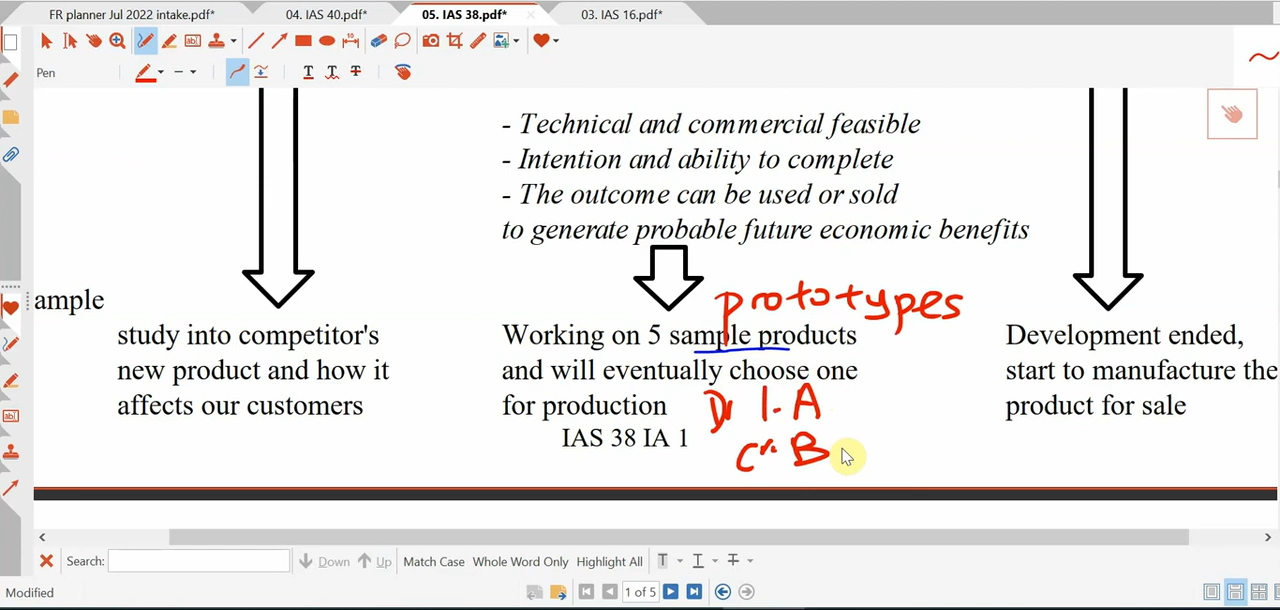 FR planner Jul 2022 intake.pdf*
04. IAS 40.pdf*
05. IAS 38.pdf*
03. IAS 16.pdf*
Pen
- Technical and commercial feasible
- Intention and ability to complete
- The outcome can be used or sold
to generate probable future economic benefits
ample
prototypes
study into competitor's
new product and how it
affects our customers
Working on 5 sample products
and will eventually choose one
for production
IAS 38 IA 1
Dr I.A
Cr B
Development ended,
start to manufacture the
product for sale
Search:
Down
Up
Match Case
Whole Word Only
Highlight All
Modified
1 of 5